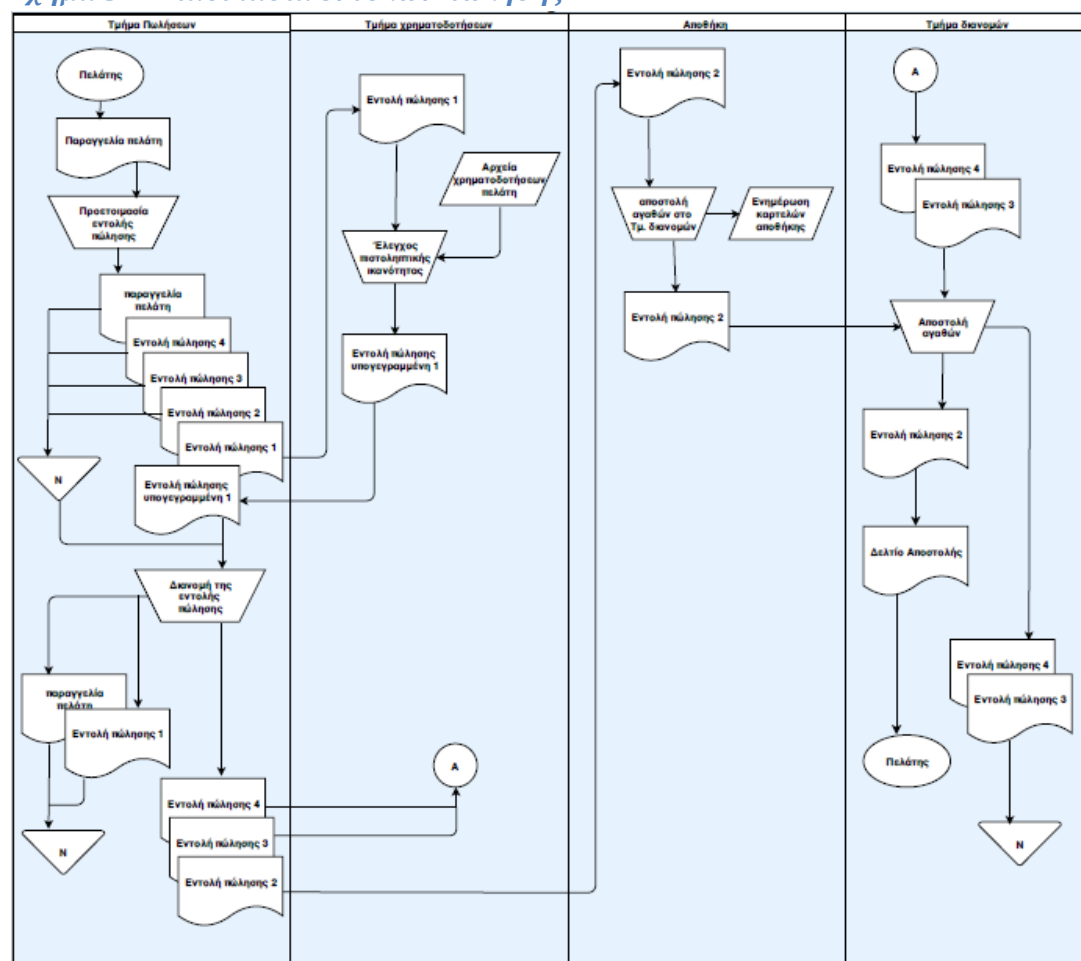 Τμήμα Πωλήσεων
Τμήμα χρηματοδοτήσεων
Αποθήκη
Τμήμα διανομών
Πελάτης
Παραγγελία πελάτη
Προετοιμασία
εντολής
πώλησης
παραγγελία
πελάτη
Εντολή πώλησης 4
Εντολή πώλησης 3
Εντολή πώλησης 2
Εντολή πώλησης 1
N
Εντολή πώλησης
υπογεγραμμένη 1
Διανομή της
εντολής
πώλησης
παραγγελία
πελάτη
Εντολή πώλησης 1
N
Εντολή πώλησης 4
Εντολή πώλησης 3
Εντολή πώλησης 2
Εντολή πώλησης 1
Αρχεία
χρηματοδοτήσεων
πελάτη
Έλεγχος
πιστοληπτικής
ικανότητας
Εντολή πώλησης
υπογεγραμμένη 1
A
Εντολή πώλησης 2
αποστολή
αγαθών στο
Τμ. διανομών
Ενημέρωση
καρτελών
αποθήκης
Εντολή πώλησης 2
A
Εντολή πώλησης 4
Εντολή πώλησης 3
Αποστολή
αγαθών
Εντολή πώλησης 2
Δελτίο Αποστολής
Πελάτης
Εντολή πώλησης 4
Εντολή πώλησης 3
N